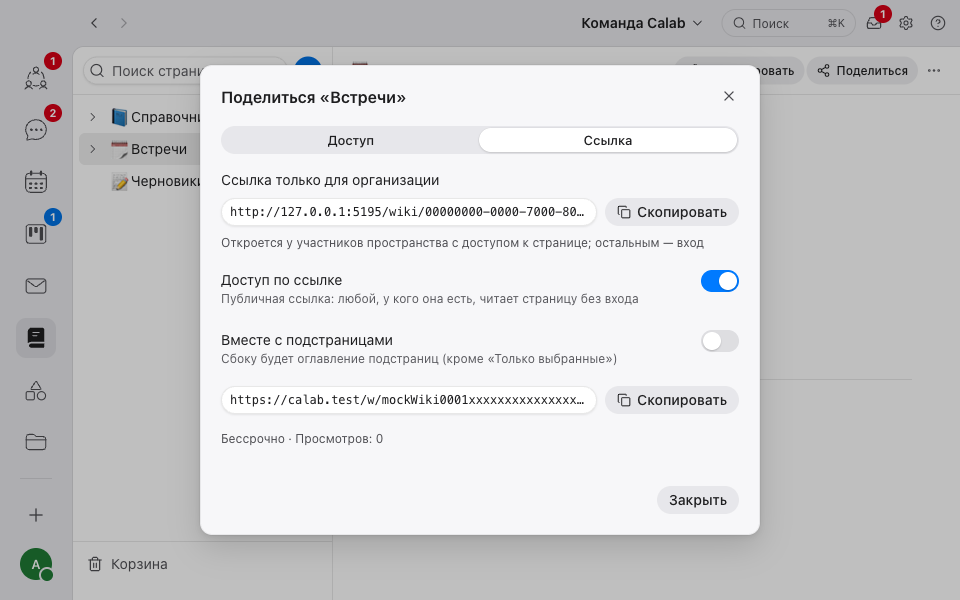 Команда Calab
Поиск
⌘K
1
1
Поиск стран
Поделиться
2
Справочни
Встречи
Черновики
1
Поделиться «Встречи»
Доступ
Ссылка
Ссылка только для организации
http://127.0.0.1:5195/wiki/00000000-0000-7000-80…
Скопировать
Откроется у участников пространства с доступом к странице; остальным — вход
Доступ по ссылке
Публичная ссылка: любой, у кого она есть, читает страницу без входа
Вместе с подстраницами
Сбоку будет оглавление подстраниц (кроме «Только выбранные»)
https://calab.test/w/mockWiki0001xxxxxxxxxxxxxxx…
Скопировать
Бессрочно · Просмотров: 0
Закрыть
Корзина
A